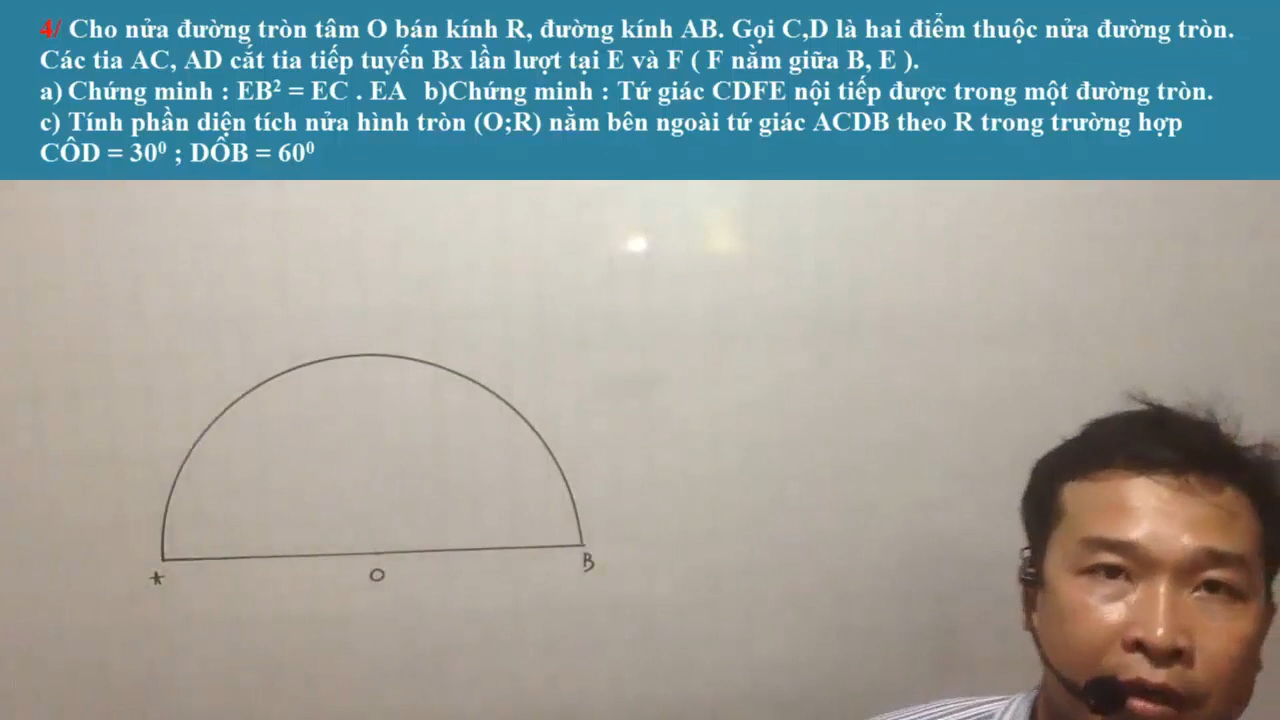 4/ Cho nửa đường tròn tâm O bán kính R, đường kính AB. Gọi C,D là hai điểm thuộc nửa đường tròn.
Các tia AC, AD cắt tia tiếp tuyến Bx lần lượt tại E và F ( F nằm giữa B, E ).
a) Chứng minh : EB² = EC . EA b)Chứng minh : Tứ giác CDFE nội tiếp được trong một đường tròn.
c) Tính phần diện tích nửa hình tròn (O;R) nằm bên ngoài tứ giác ACDB theo R trong trường hợp
CÔD = 30⁰ ; DÔB = 60⁰
A O B